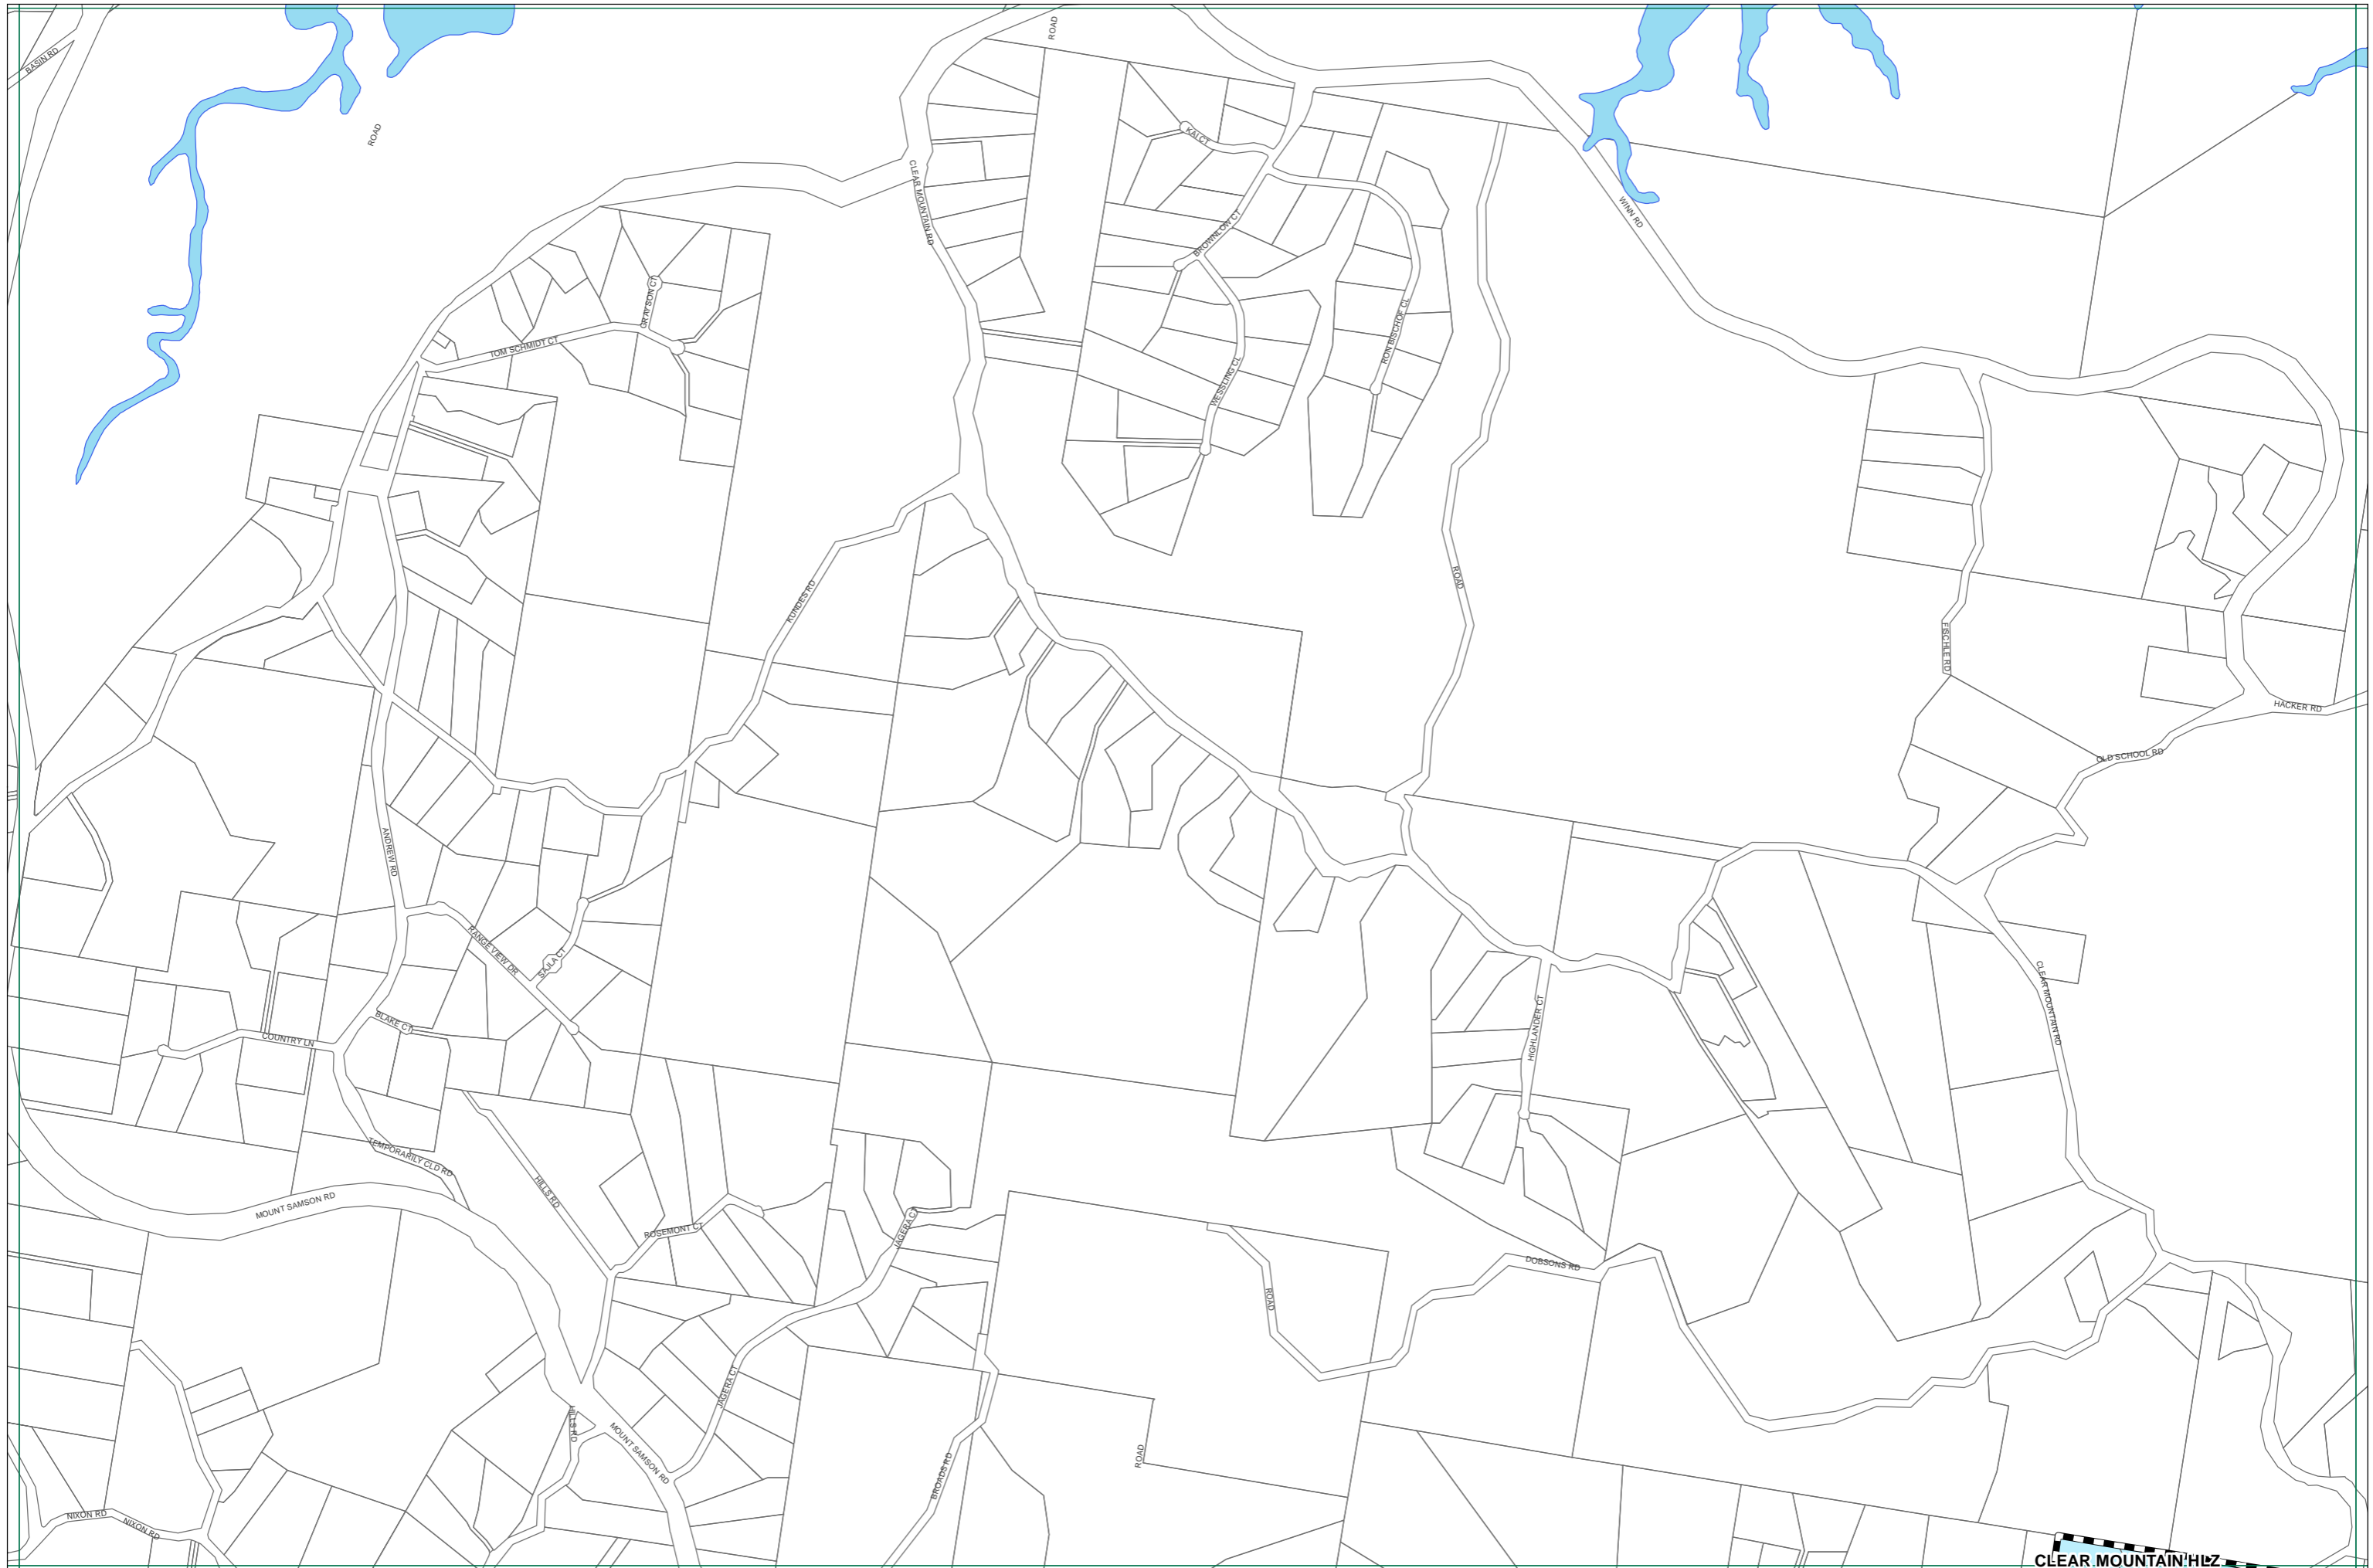 ROAD
BASIN RD
ROAD
KAI CT
CLEAR MOUNTAIN RD
WINN RD
BROWNLOW CT
GRAYSON CT
TOM SCHMIDT CT
RON BISCHOF CL
WESSLING CL
ROAD
KUNDES RD
FISCHLE RD
HACKER RD
OLD SCHOOL RD
ANDREW RD
RANGE VIEW DR
SAJLA CT
CLEAR MOUNTAIN RD
BLAKE CT
COUNTRY LN
HIGHLANDER CT
TEMPORARILY CLD RD
HILLS RD
MOUNT SAMSON RD
ROSEMONT CT
JAGERA CT
DOBSONS RD
ROAD
JAGERA CT
HILLS RD
MOUNT SAMSON RD
ROAD
BROADS RD
NIXON RD
NIXON RD
CLEAR MOUNTAIN HLZ